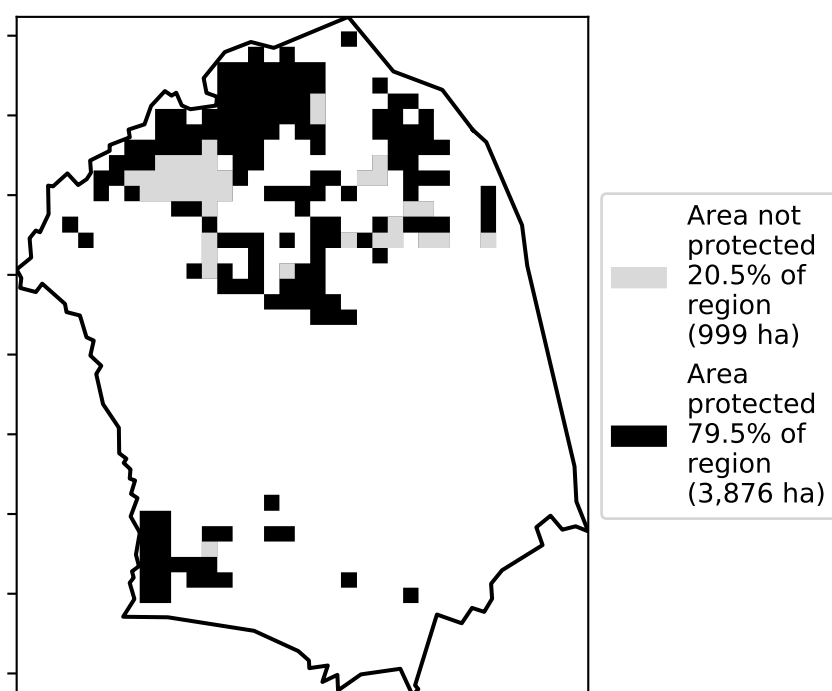 Area not
protected
20.5% of
region
(999 ha)
Area
protected
79.5% of
region
(3,876 ha)